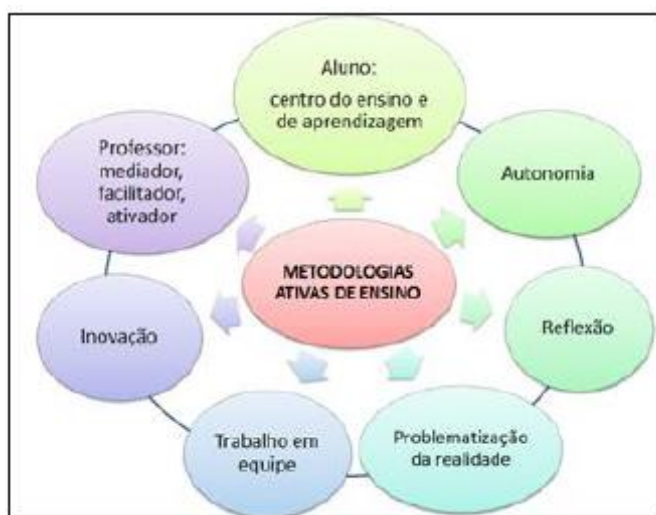 Aluno:
centro do ensino e
de aprendizagem
Autonomia
Reflexão
Problematização
da realidade
Trabalho em
equipe
Inovação
Professor:
mediador,
facilitador,
ativador
METODOLOGIAS
ATIVAS DE ENSINO